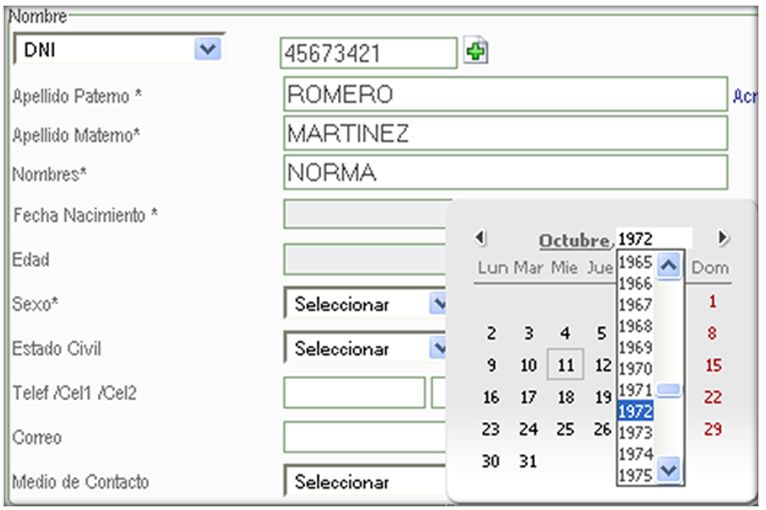 Nombre
DNI 45673421
Apellido Paterno * ROMERO Acr
Apellido Materno* MARTINEZ
Nombres* NORMA
Fecha Nacimiento *
Edad
Sexo* Seleccionar
Estado Civil Seleccionar
Telef /Cel1 /Cel2
Correo
Medio de Contacto Seleccionar
Octubre, 1972
Lun Mar Mie Jue Dom
1
2 3 4 5 8
9 10 11 12 15
16 17 18 19 22
23 24 25 26 29
30 31
1965
1966
1967
1968
1969
1970
1971
1972
1973
1974
1975